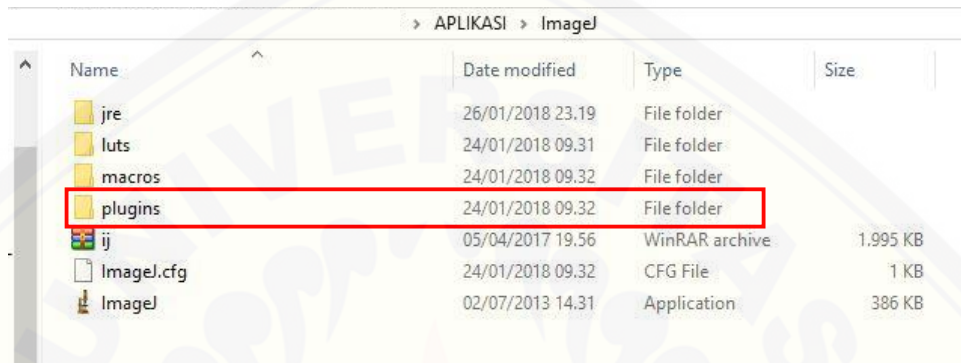 > APLIKASI > ImageJ
Name Date modified Type Size
jre 26/01/2018 23.19 File folder
luts 24/01/2018 09.31 File folder
macros 24/01/2018 09.32 File folder
plugins 24/01/2018 09.32 File folder
ij 05/04/2017 19.56 WinRAR archive 1.995 KB
ImageJ.cfg 24/01/2018 09.32 CFG File 1 KB
ImageJ 02/07/2013 14.31 Application 386 KB
UNIVERSITAS